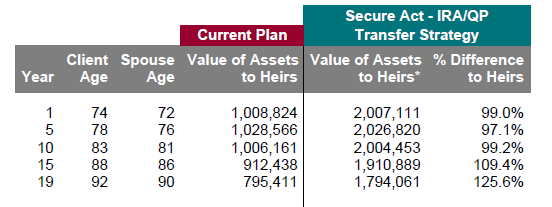 Secure Act - IRA/QP
Current Plan Transfer Strategy
Client Spouse Value of Assets Value of Assets % Difference
Year Age Age to Heirs to Heirs* to Heirs
1 74 72 1,008,824 2,007,111 99.0%
5 78 76 1,028,566 2,026,820 97.1%
10 83 81 1,006,161 2,004,453 99.2%
15 88 86 912,438 1,910,889 109.4%
19 92 90 795,411 1,794,061 125.6%